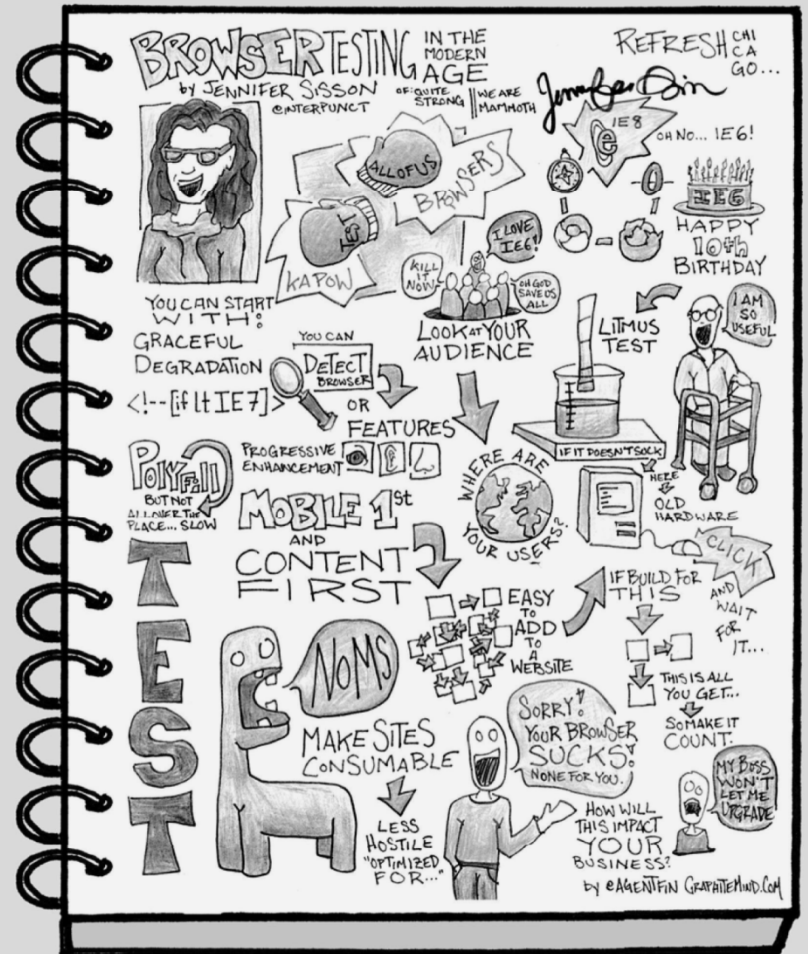 BROWSER TESTING IN THE
MODERN
AGE
by JENNIFER SISSON
@INTERPUNCT
OF: QUITE
STRONG
WE ARE
MAMMOTH
REFRESH CHI
CA
GO...
ALL OF US
BROWSERS
TEST
KAPOW
IE8
OH NO... IE6!
IE6
HAPPY
10th
BIRTHDAY
I LOVE
IE6!
KILL
IT
NOW
OH GOD
SAVE US
ALL
LOOK AT YOUR
AUDIENCE
YOU CAN START
WITH:
GRACEFUL
DEGRADATION
<!--[if lt IE 7]>
YOU CAN
DETECT
BROWSER
OR
FEATURES
LITMUS
TEST
I AM
SO
USEFUL
IF IT DOESN'T SOCK
PolyFill
BUT NOT
ALL OVER THE
PLACE... SLOW
PROGRESSIVE
ENHANCEMENT
MOBILE 1st
AND
CONTENT
FIRST
WHERE ARE
YOUR USERS?
HERE
IS
OLD
HARDWARE
CLICK
AND
WAIT
FOR
IT...
TEST
NOMS
EASY
TO
ADD
TO
A
WEBSITE
IF BUILD FOR
THIS
THIS IS ALL
YOU GET...
SO MAKE IT
COUNT.
MAKE SITES
CONSUMABLE
LESS
HOSTILE
"OPTIMIZED
FOR..."
SORRY!
YOUR BROWSER
SUCKS!
NONE FOR YOU.
HOW WILL
THIS IMPACT
YOUR
BUSINESS?
MY BOSS
WON'T
LET ME
UPGRADE
by @AGENTFIN GRAPHITEMIND.COM